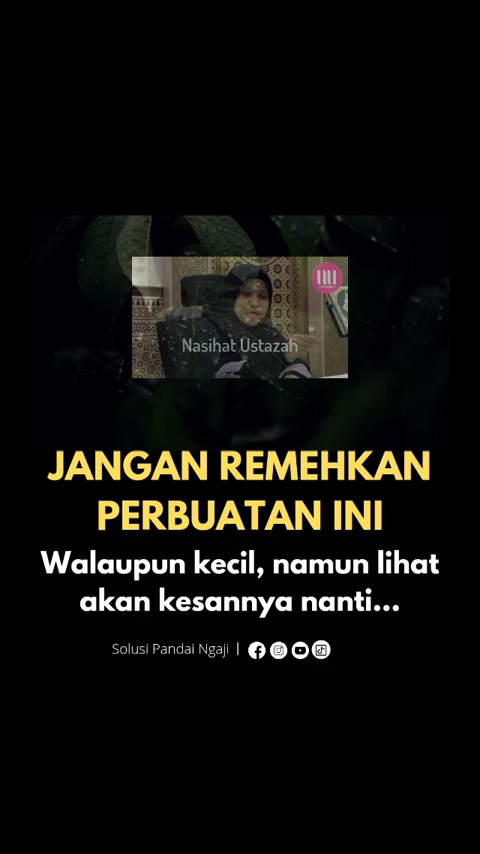 Nasihat Ustazah
JANGAN REMEHKAN
PERBUATAN INI
Walaupun kecil, namun lihat
akan kesannya nanti...
Solusi Pandai Ngaji |